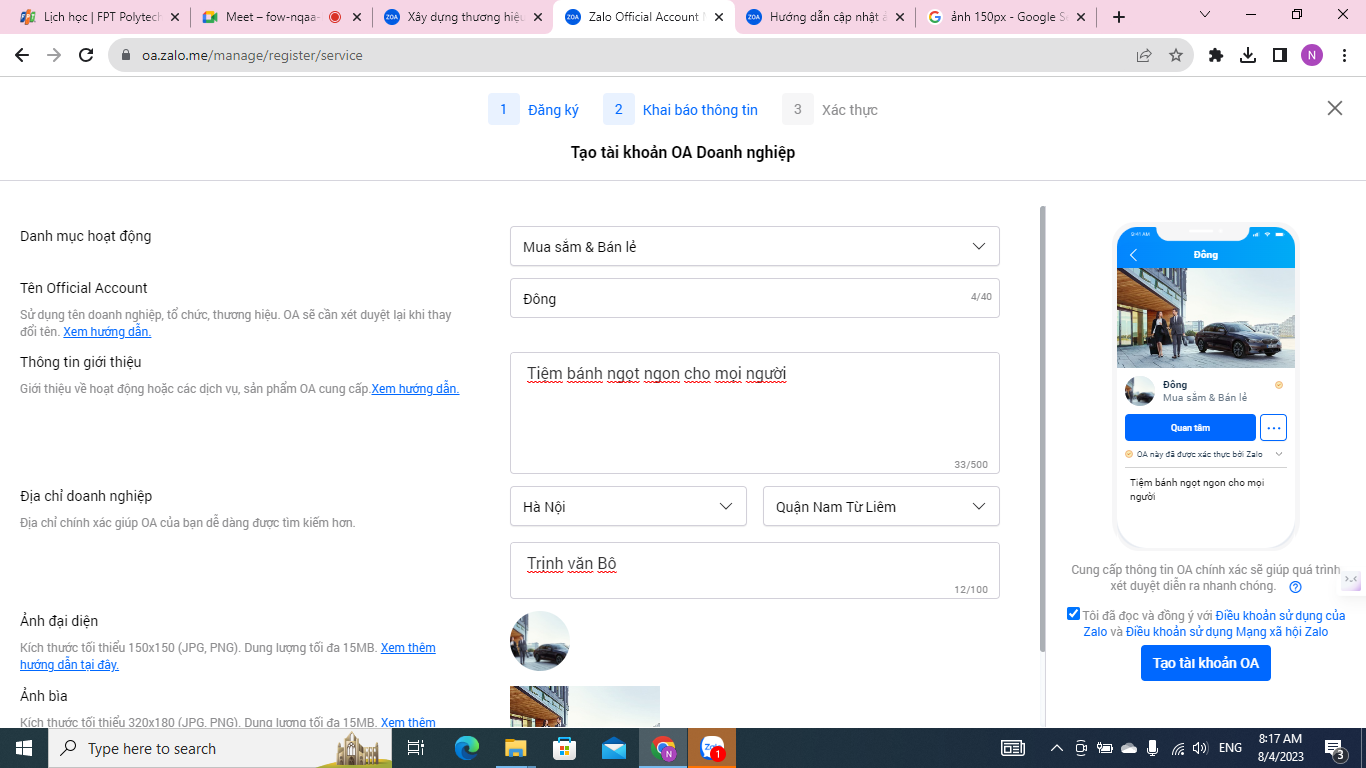 Lịch học | FPT Polytech
Meet – fow-nqaa-
Xây dựng thương hiệu
Zalo Official Account
Hướng dẫn cập nhật
ảnh 150px - Google
oa.zalo.me/manage/register/service
N
1 Đăng ký 2 Khai báo thông tin 3 Xác thực
Tạo tài khoản OA Doanh nghiệp
Danh mục hoạt động
Mua sắm & Bán lẻ
Tên Official Account
Sử dụng tên doanh nghiệp, tổ chức, thương hiệu. OA sẽ cần xét duyệt lại khi thay
đổi tên. Xem hướng dẫn.
Đông
4/40
Thông tin giới thiệu
Giới thiệu về hoạt động hoặc các dịch vụ, sản phẩm OA cung cấp.Xem hướng dẫn.
Tiệm bánh ngọt ngon cho mọi người
33/500
Địa chỉ doanh nghiệp
Địa chỉ chính xác giúp OA của bạn dễ dàng được tìm kiếm hơn.
Hà Nội
Quận Nam Từ Liêm
Trịnh văn Bô
12/100
Ảnh đại diện
Kích thước tối thiểu 150x150 (JPG, PNG). Dung lượng tối đa 15MB. Xem thêm
hướng dẫn tại đây.
Ảnh bìa
Kích thước tối thiểu 320x180 (JPG, PNG). Dung lượng tối đa 15MB. Xem thêm
9:41 AM
Đông
Đông
Mua sắm & Bán lẻ
Quan tâm
OA này đã được xác thực bởi Zalo
Tiệm bánh ngọt ngon cho mọi
người
Cung cấp thông tin OA chính xác sẽ giúp quá trình
xét duyệt diễn ra nhanh chóng.
Tôi đã đọc và đồng ý với Điều khoản sử dụng của
Zalo và Điều khoản sử dụng Mạng xã hội Zalo
Tạo tài khoản OA
Type here to search
ENG
8:17 AM
8/4/2023
3